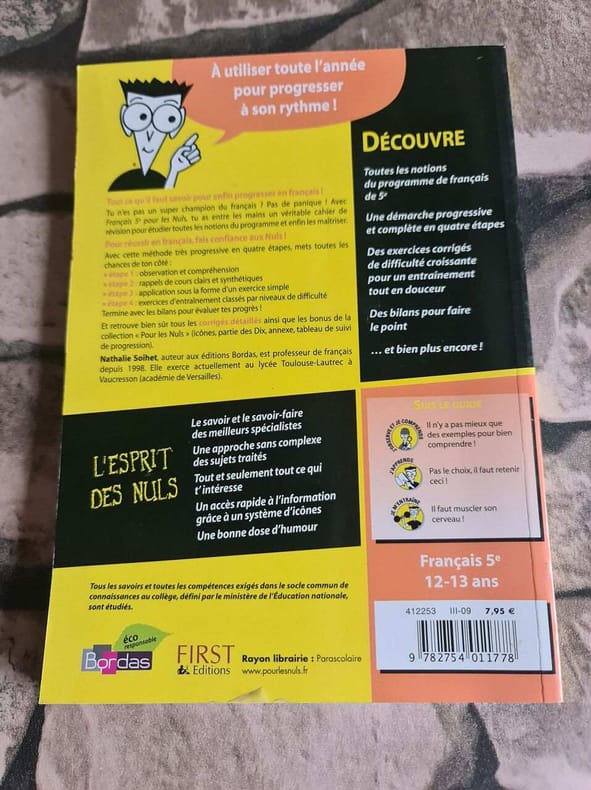 À utiliser toute l'année
pour progresser
à son rythme !
Tout ce qu'il faut savoir pour enfin progresser en français !
Tu n'es pas un super champion du français ? Pas de panique ! Avec
Français 5e pour les Nuls, tu as entre les mains un véritable cahier de
révision pour étudier toutes les notions du programme et enfin les maîtriser.
Pour réussir en français, fais confiance aux Nuls !
Avec cette méthode très progressive en quatre étapes, mets toutes les
chances de ton côté :
» étape 1 : observation et compréhension
» étape 2 : rappels de cours clairs et synthétiques
» étape 3 : application sous la forme d'un exercice simple
» étape 4 : exercices d'entraînement classés par niveaux de difficulté
Termine avec les bilans pour évaluer tes progrès !
Et retrouve bien sûr tous les corrigés détaillés ainsi que les bonus de la
collection « Pour les Nuls » (icônes, partie des Dix, annexe, tableau de suivi
de progression).
Nathalie Soihet, auteur aux éditions Bordas, est professeur de français
depuis 1998. Elle exerce actuellement au lycée Toulouse-Lautrec à
Vaucresson (académie de Versailles).
DÉCOUVRE
Toutes les notions
du programme de français
de 5e
Une démarche progressive
et complète en quatre étapes
Des exercices corrigés
de difficulté croissante
pour un entraînement
tout en douceur
Des bilans pour faire
le point
... et bien plus encore !
L'ESPRIT
DES NULS
Le savoir et le savoir-faire
des meilleurs spécialistes
Une approche sans complexe
des sujets traités
Tout et seulement tout ce qui
t'intéresse
Un accès rapide à l'information
grâce à un système d'icônes
Une bonne dose d'humour
SUIS LE GUIDE
J'OBSERVE ET JE COMPRENDS
Il n'y a pas mieux que
des exemples pour bien
comprendre !
J'APPRENDS
Pas le choix, il faut retenir
ceci !
JE M'ENTRAÎNE
Il faut muscler son
cerveau !
Français 5e
12-13 ans
412253 III-09 7,95 €
9 782754 011778
Tous les savoirs et toutes les compétences exigés dans le socle commun de
connaissances au collège, défini par le ministère de l'Éducation nationale,
sont étudiés.
éco
responsable
Bordas
FIRST
Editions
Rayon librairie : Parascolaire
www.pourlesnuls.fr